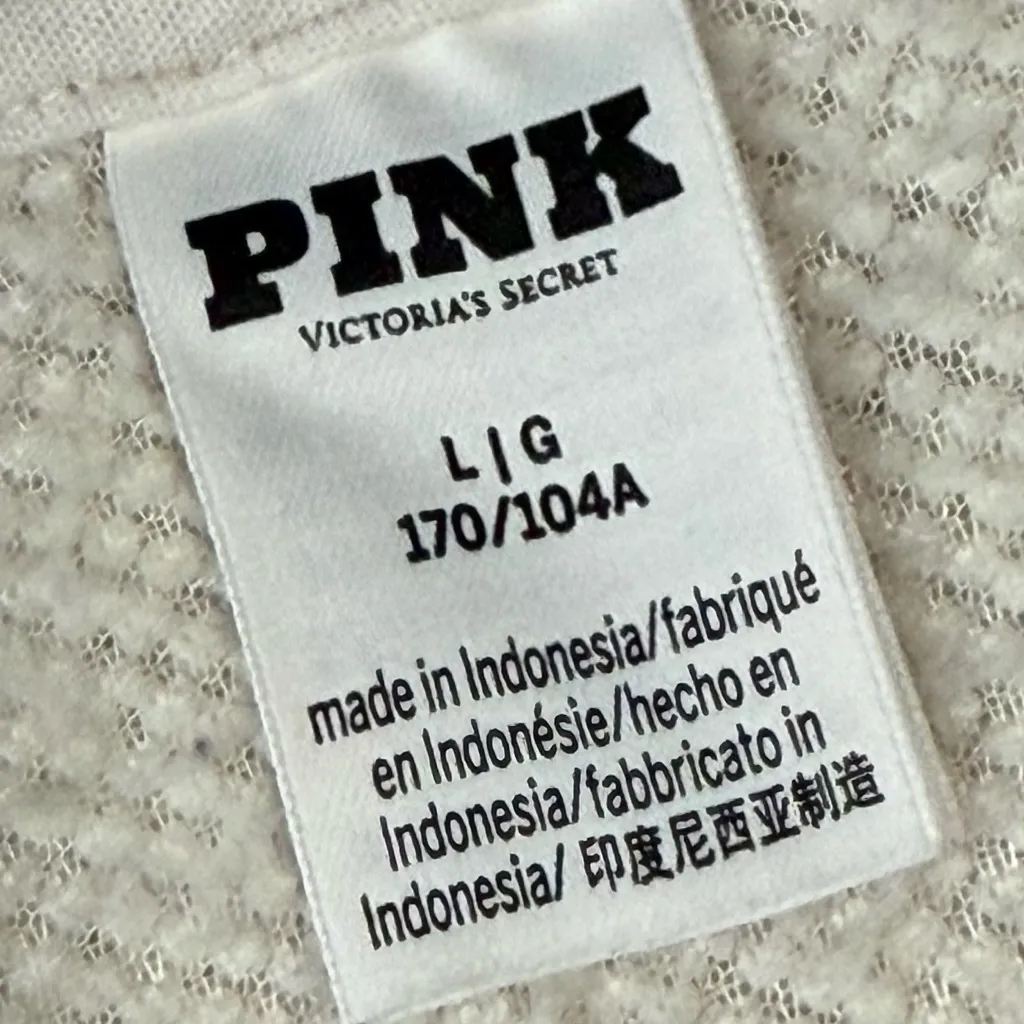 PINK
VICTORIA'S SECRET
L | G
170/104A
made in Indonesia/fabriqué
en Indonésie/hecho en
Indonesia/fabbricato in
Indonesia/ 印度尼西亚制造